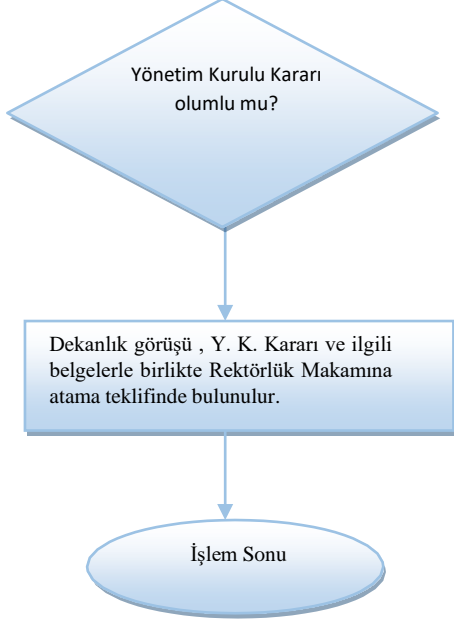 Yönetim Kurulu Kararı
olumlu mu?
Dekanlık görüşü , Y. K. Kararı ve ilgili
belgelerle birlikte Rektörlük Makamına
atama teklifinde bulunulur.
İşlem Sonu